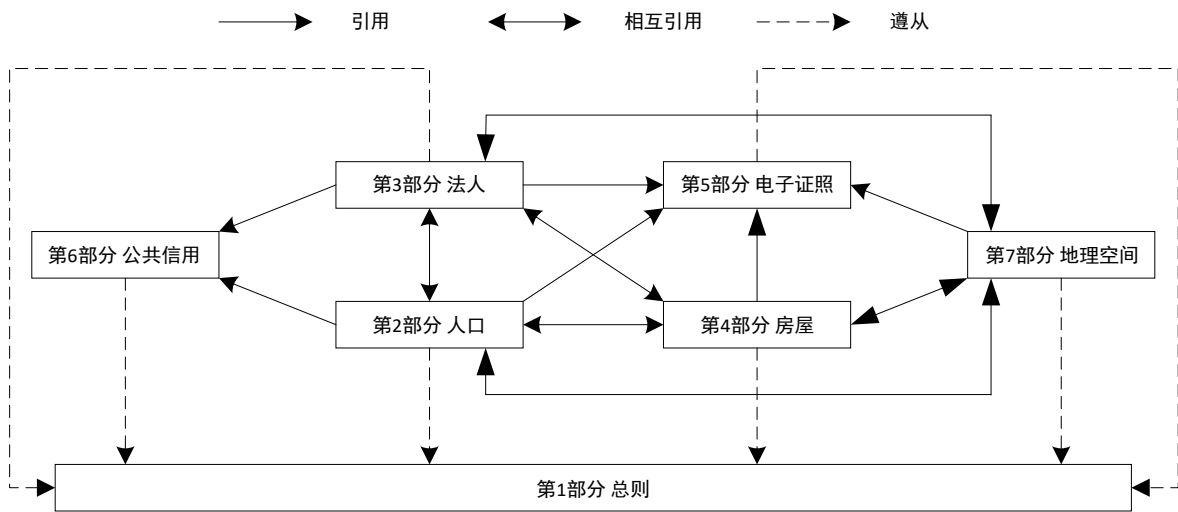 引用
相互引用
遵从
第3部分 法人
第5部分 电子证照
第6部分 公共信用
第7部分 地理空间
第2部分 人口
第4部分 房屋
第1部分 总则